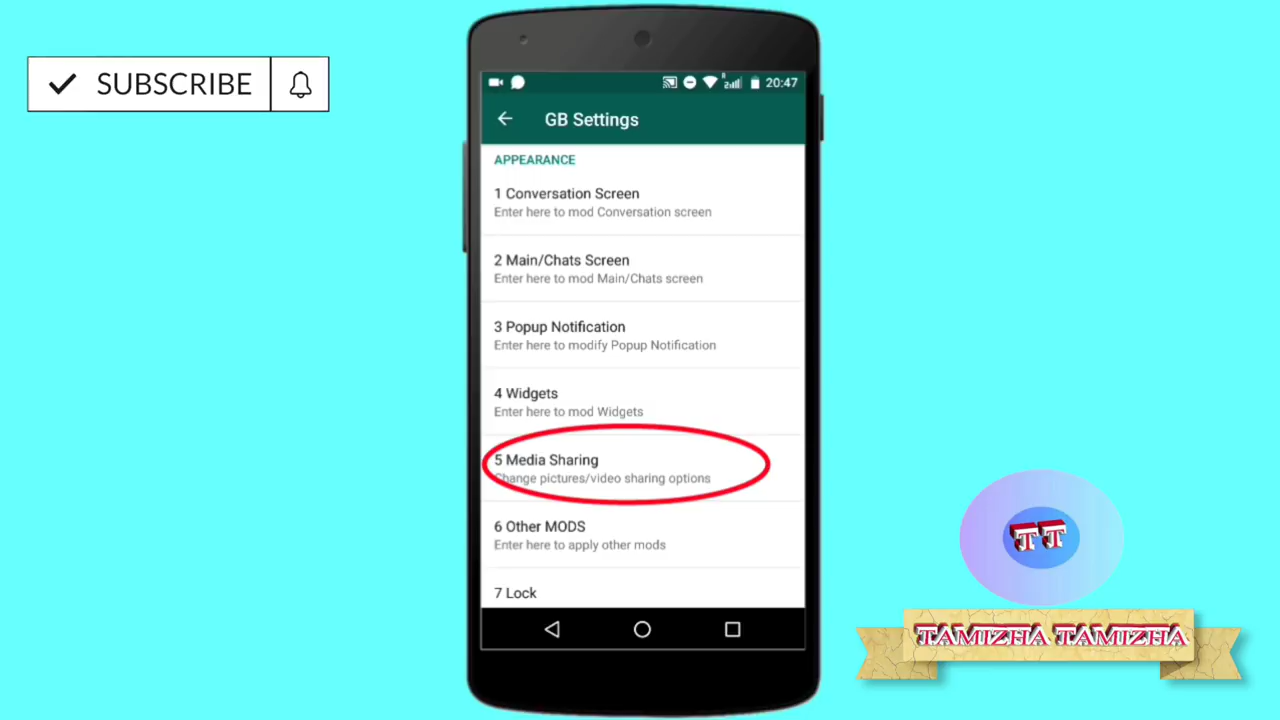 SUBSCRIBE
20:47
GB Settings
APPEARANCE
1 Conversation Screen
Enter here to mod Conversation screen
2 Main/Chats Screen
Enter here to mod Main/Chats screen
3 Popup Notification
Enter here to modify Popup Notification
4 Widgets
Enter here to mod Widgets
5 Media Sharing
Change pictures/video sharing options
6 Other MODS
Enter here to apply other mods
7 Lock
TT
TAMIZHA TAMIZHA